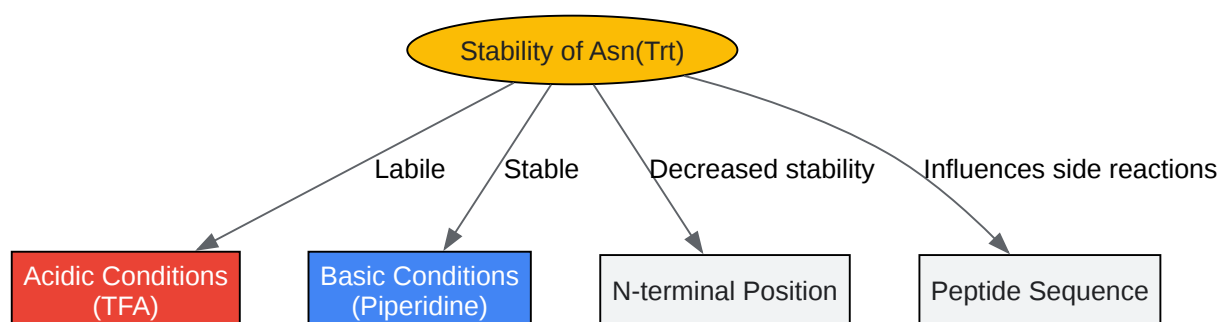 Stability of Asn(Trt)
Labile
Stable
Decreased stability
Influences side reactions
Acidic Conditions
(TFA)
Basic Conditions
(Piperidine)
N-terminal Position
Peptide Sequence